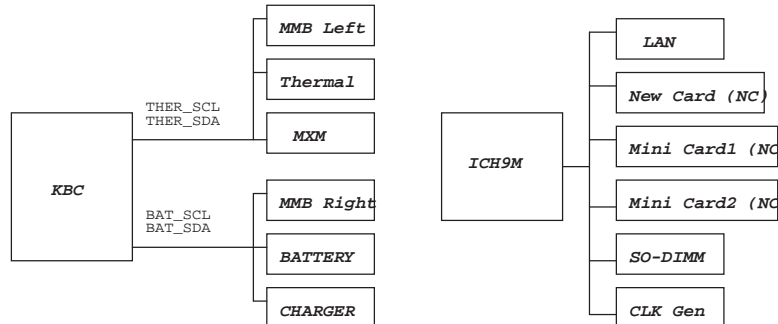 MMB Left
Thermal
THER_SCL
THER_SDA
MXM
KBC
BAT_SCL
BAT_SDA
MMB Right
BATTERY
CHARGER
LAN
New Card (NC)
Mini Card1 (NC
ICH9M
Mini Card2 (NC
SO-DIMM
CLK Gen